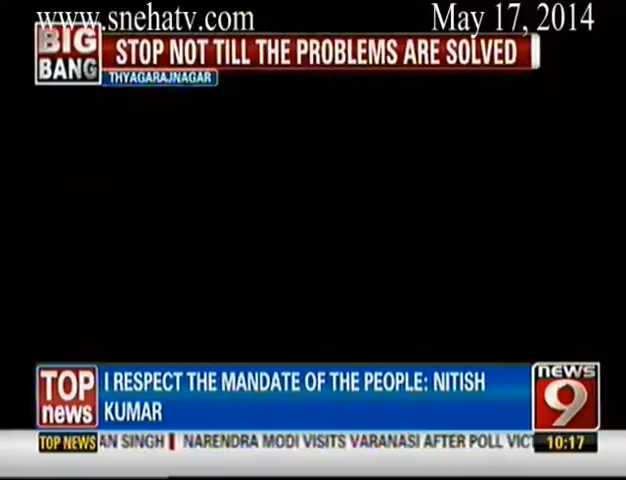 www.snehatv.com
May 17, 2014
BIG
BANG
STOP NOT TILL THE PROBLEMS ARE SOLVED
THYAGARAJNAGAR
TOP
news
I RESPECT THE MANDATE OF THE PEOPLE: NITISH
KUMAR
NEWS
9
TOP NEWS
AN SINGH NARENDRA MODI VISITS VARANASI AFTER POLL VIC
10:17